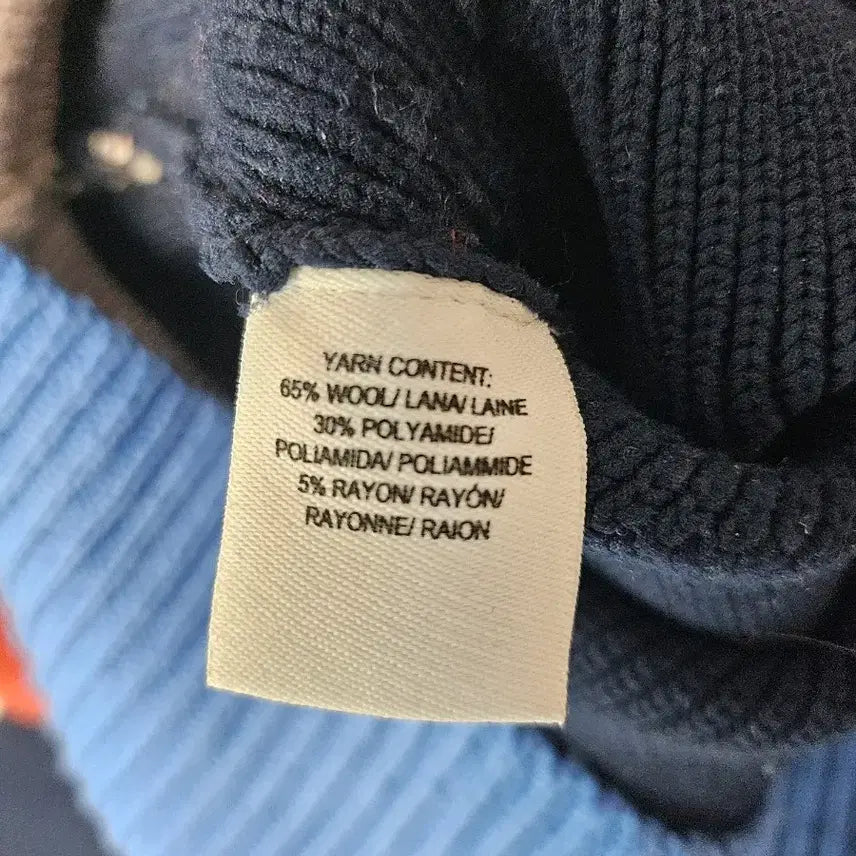 YARN CONTENT:
65% WOOL/ LANA/ LAINE
30% POLYAMIDE/
POLIAMIDA/ POLIAMMIDE
5% RAYON/ RAYÓN/
RAYONNE/ RAION